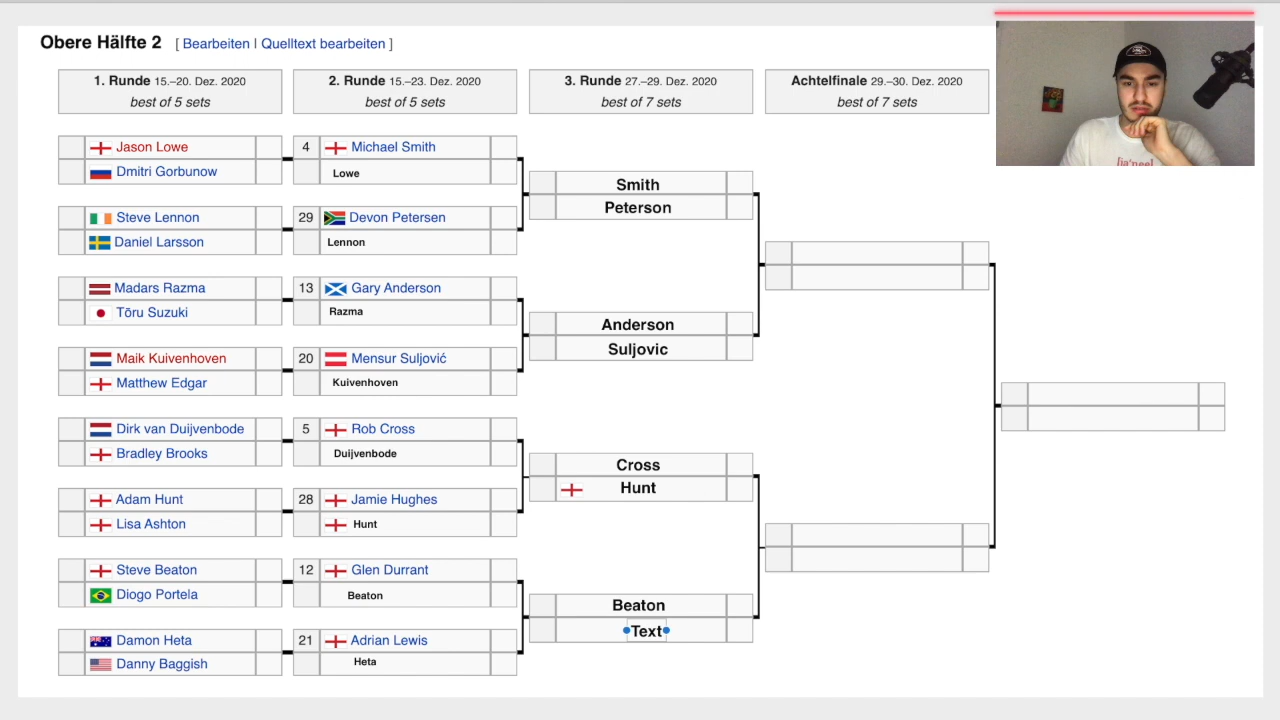 Obere Hälfte 2 [ Bearbeiten | Quelltext bearbeiten ]
1. Runde 15.–20. Dez. 2020
best of 5 sets
2. Runde 15.–23. Dez. 2020
best of 5 sets
3. Runde 27.–29. Dez. 2020
best of 7 sets
Achtelfinale 29.–30. Dez. 2020
best of 7 sets
Jason Lowe
Dmitri Gorbunow
Steve Lennon
Daniel Larsson
Madars Razma
Tōru Suzuki
Maik Kuivenhoven
Matthew Edgar
Dirk van Duijvenbode
Bradley Brooks
Adam Hunt
Lisa Ashton
Steve Beaton
Diogo Portela
Damon Heta
Danny Baggish
4 Michael Smith
Lowe
29 Devon Petersen
Lennon
13 Gary Anderson
Razma
20 Mensur Suljović
Kuivenhoven
5 Rob Cross
Duijvenbode
28 Jamie Hughes
Hunt
12 Glen Durrant
Beaton
21 Adrian Lewis
Heta
Smith
Peterson
Anderson
Suljovic
Cross
Hunt
Beaton
Text